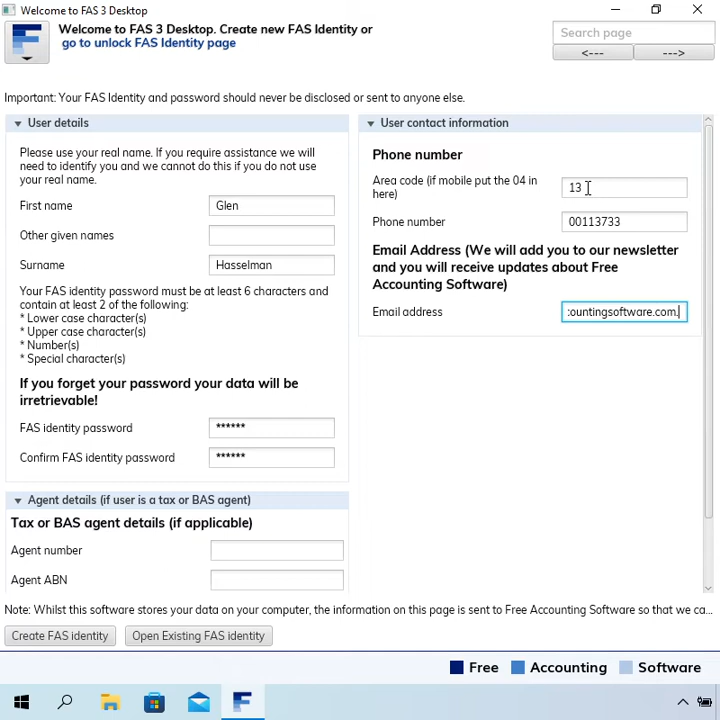 Welcome to FAS 3 Desktop
Welcome to FAS 3 Desktop. Create new FAS Identity or
go to unlock FAS Identity page
Search page
<---
--->
Important: Your FAS Identity and password should never be disclosed or sent to anyone else.
User details
Please use your real name. If you require assistance we will
need to identify you and we cannot do this if you do not use
your real name.
First name
Glen
Other given names
Surname
Hasselman
Your FAS identity password must be at least 6 characters and
contain at least 2 of the following:
* Lower case character(s)
* Upper case character(s)
* Number(s)
* Special character(s)
If you forget your password your data will be
irretrievable!
FAS identity password
******
Confirm FAS identity password
******
Agent details (if user is a tax or BAS agent)
Tax or BAS agent details (if applicable)
Agent number
Agent ABN
User contact information
Phone number
Area code (if mobile put the 04 in
here)
13
Phone number
00113733
Email Address (We will add you to our newsletter
and you will receive updates about Free
Accounting Software)
Email address
:ountingsoftware.com.
Note: Whilst this software stores your data on your computer, the information on this page is sent to Free Accounting Software so that we ca...
Create FAS identity
Open Existing FAS identity
Free
Accounting
Software